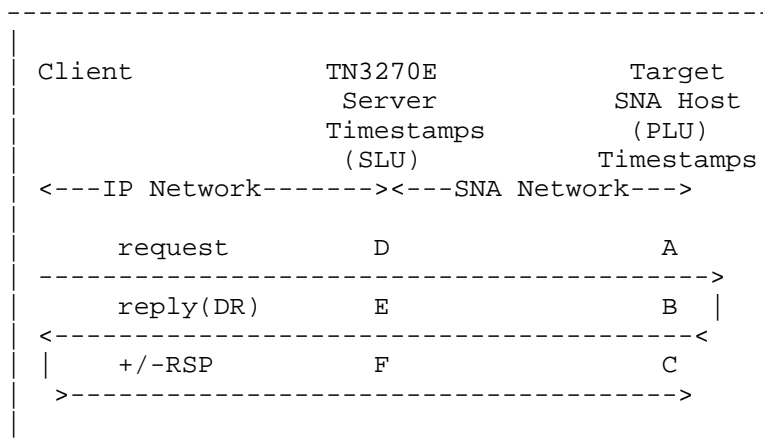 -----------------------------------------------
|
| Client            TN3270E            Target
|                    Server           SNA Host
|                   Timestamps         (PLU)
|                    (SLU)           Timestamps
| <---IP Network-------><---SNA Network--->
|
|      request         D                 A
| ------------------------------------------>
|      reply(DR)       E                 B  |
| <----------------------------------------<
| |    +/-RSP          F                 C
|  >--------------------------------------->
|